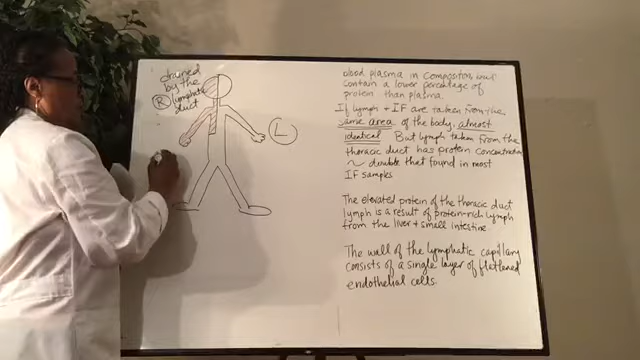 drained
by the
R lymphatic
duct
L
blood plasma in composition but
contain a lower percentage of
protein than plasma.
If lymph + IF are taken from the
same area of the body, almost
identical But lymph taken from the
thoracic duct has protein concentration
~ double that found in most
IF samples
The elevated protein of the thoracic duct
lymph is a result of protein-rich lymph
from the liver + small intestine.
The wall of the lymphatic capillary
consists of a single layer of flattened
endothelial cells.